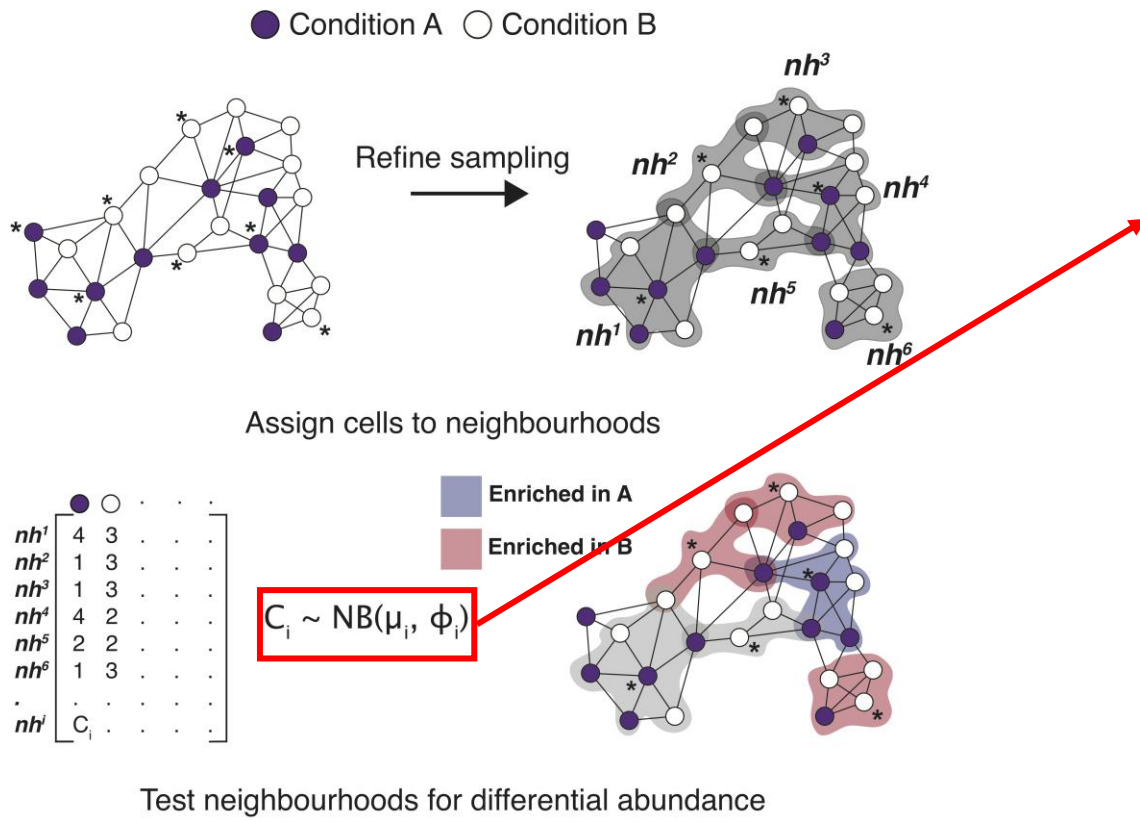 Condition A Condition B
nh³
Refine sampling
nh²
nh⁴
nh⁵
nh¹
nh⁶
Assign cells to neighbourhoods
Enriched in A
Enriched in B
nh¹ 4 3 . . .
nh² 1 3 . . .
nh³ 1 3 . . .
nh⁴ 4 2 . . .
nh⁵ 2 2 . . .
nh⁶ 1 3 . . .
. . . . . .
nhⁱ Cᵢ . . . .
Cᵢ ~ NB(μᵢ, ϕᵢ)
Test neighbourhoods for differential abundance